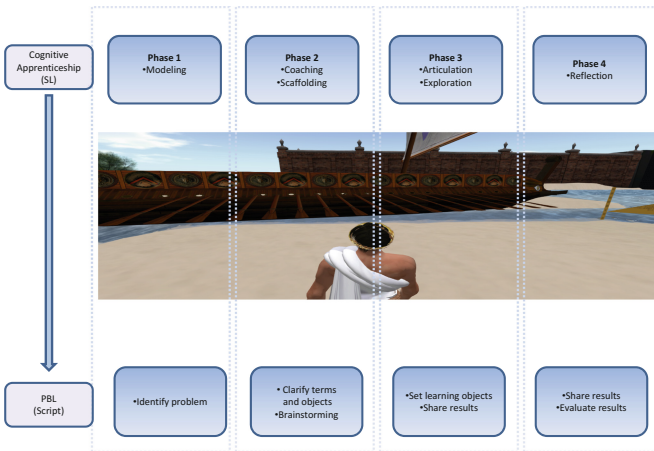 Cognitive
Apprenticeship
(SL)
Phase 1
•Modeling
Phase 2
•Coaching
•Scaffolding
Phase 3
•Articulation
•Exploration
Phase 4
•Reflection
PBL
(Script)
•Identify problem
• Clarify terms
and objects
•Brainstorming
•Set learning objects
•Share results
•Share results
•Evaluate results